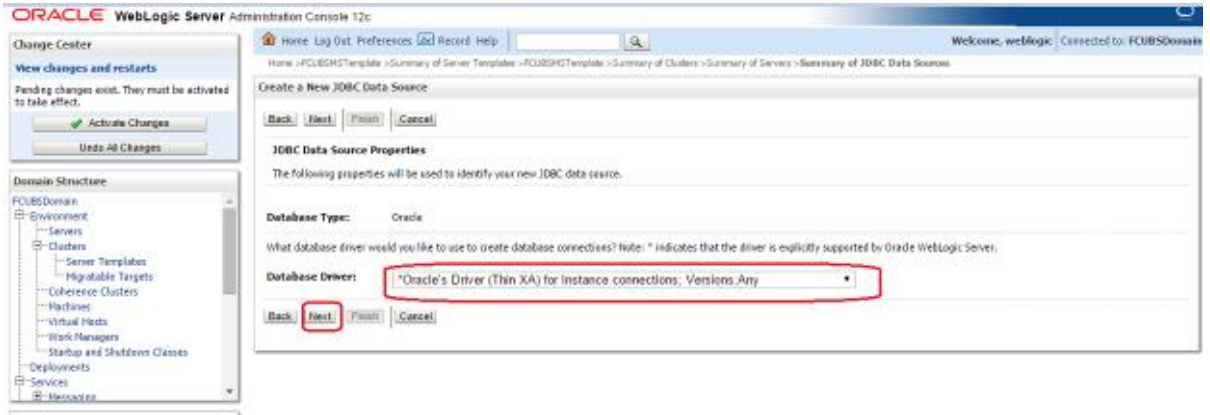 ORACLE WebLogic Server Administration Console 12c
Change Center
View changes and restarts
Pending changes exist. They must be activated
to take effect.
Activate Changes
Undo All Changes
Domain Structure
FCUBSDomain
Environment
Servers
Clusters
Server Templates
Migratable Targets
Coherence Clusters
Machines
Virtual Hosts
Work Managers
Startup and Shutdown Classes
Deployments
Services
Messaging
Home Log Out Preferences Record Help
Welcome, weblogic Connected to: FCUBSDomain
Home >FCUBSMSTemplate >Summary of Server Templates >FCUBSMSTemplate >Summary of Clusters >Summary of Servers >Summary of JDBC Data Sources
Create a New JDBC Data Source
Back Next Finish Cancel
JDBC Data Source Properties
The following properties will be used to identify your new JDBC data source.
Database Type: Oracle
What database driver would you like to use to create database connections? Note: * indicates that the driver is explicitly supported by Oracle WebLogic Server.
Database Driver: *Oracle's Driver (Thin XA) for Instance connections; Versions:Any
Back Next Finish Cancel